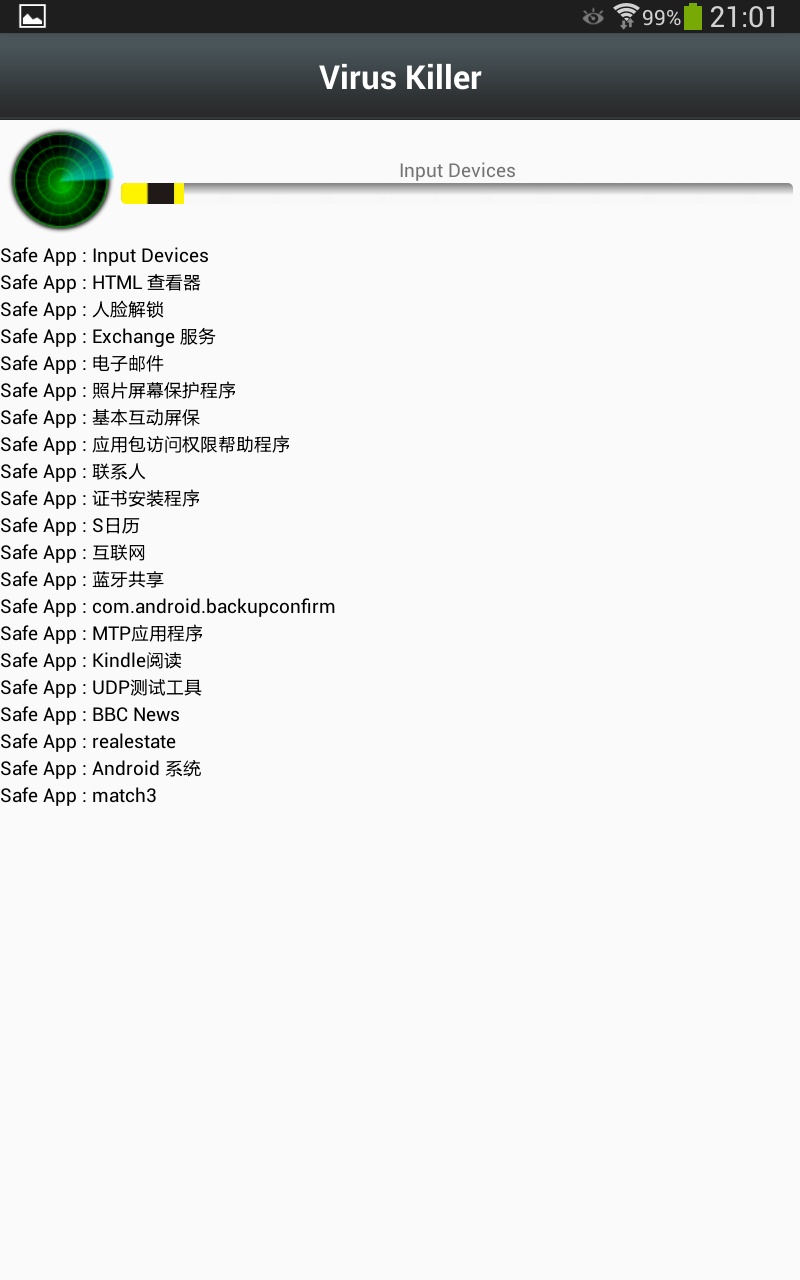 99% 21:01
Virus Killer
Input Devices
Safe App : Input Devices
Safe App : HTML 查看器
Safe App : 人脸解锁
Safe App : Exchange 服务
Safe App : 电子邮件
Safe App : 照片屏幕保护程序
Safe App : 基本互动屏保
Safe App : 应用包访问权限帮助程序
Safe App : 联系人
Safe App : 证书安装程序
Safe App : S日历
Safe App : 互联网
Safe App : 蓝牙共享
Safe App : com.android.backupconfirm
Safe App : MTP应用程序
Safe App : Kindle阅读
Safe App : UDP测试工具
Safe App : BBC News
Safe App : realestate
Safe App : Android 系统
Safe App : match3